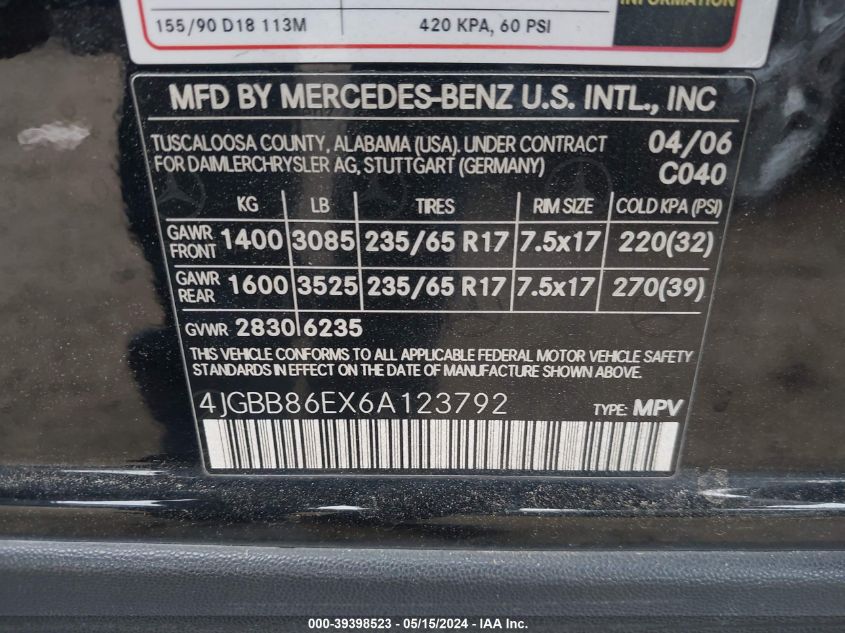 INFORMATION
155/90 D18 113M 420 KPA, 60 PSI
MFD BY MERCEDES-BENZ U.S. INTL., INC
TUSCALOOSA COUNTY, ALABAMA (USA). UNDER CONTRACT 04/06
FOR DAIMLERCHRYSLER AG, STUTTGART (GERMANY) C040
KG LB TIRES RIM SIZE COLD KPA (PSI)
GAWR FRONT 1400 3085 235/65 R17 7.5x17 220(32)
GAWR REAR 1600 3525 235/65 R17 7.5x17 270(39)
GVWR 2830 6235
THIS VEHICLE CONFORMS TO ALL APPLICABLE FEDERAL MOTOR VEHICLE SAFETY
STANDARDS IN EFFECT ON THE DATE OF MANUFACTURE SHOWN ABOVE.
4JGBB86EX6A123792 TYPE: MPV
000-39398523 - 05/15/2024 - IAA Inc.